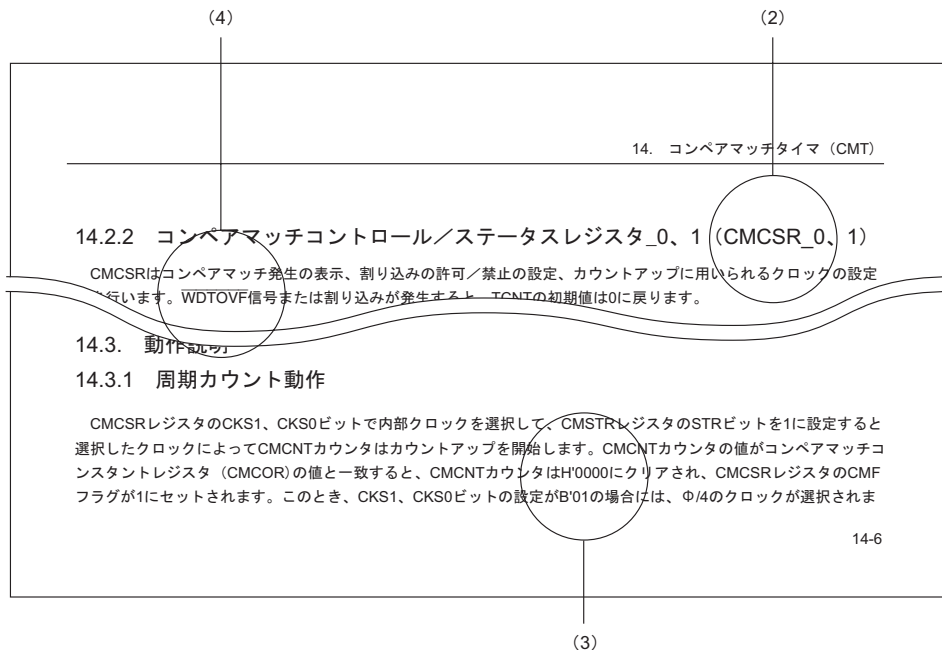 (4)
(2)
14. コンペアマッチタイマ（CMT）
14.2.2 コンペアマッチコントロール／ステータスレジスタ_0、1（CMCSR_0、1）
CMCSRはコンペアマッチ発生の表示、割り込みの許可／禁止の設定、カウントアップに用いられるクロックの設定
行います。WDTOVF信号または割り込みが発生すると、TCNTの初期値は0に戻ります。
14.3. 動作説明
14.3.1 周期カウント動作
CMCSRレジスタのCKS1、CKS0ビットで内部クロックを選択して、CMSTRレジスタのSTRビットを1に設定すると
選択したクロックによってCMCNTカウンタはカウントアップを開始します。CMCNTカウンタの値がコンペアマッチコ
ンスタントレジスタ（CMCOR)の値と一致すると、CMCNTカウンタはH'0000にクリアされ、CMCSRレジスタのCMF
フラグが1にセットされます。このとき、CKS1、CKS0ビットの設定がB'01の場合には、Φ/4のクロックが選択されま
14-6
(3)